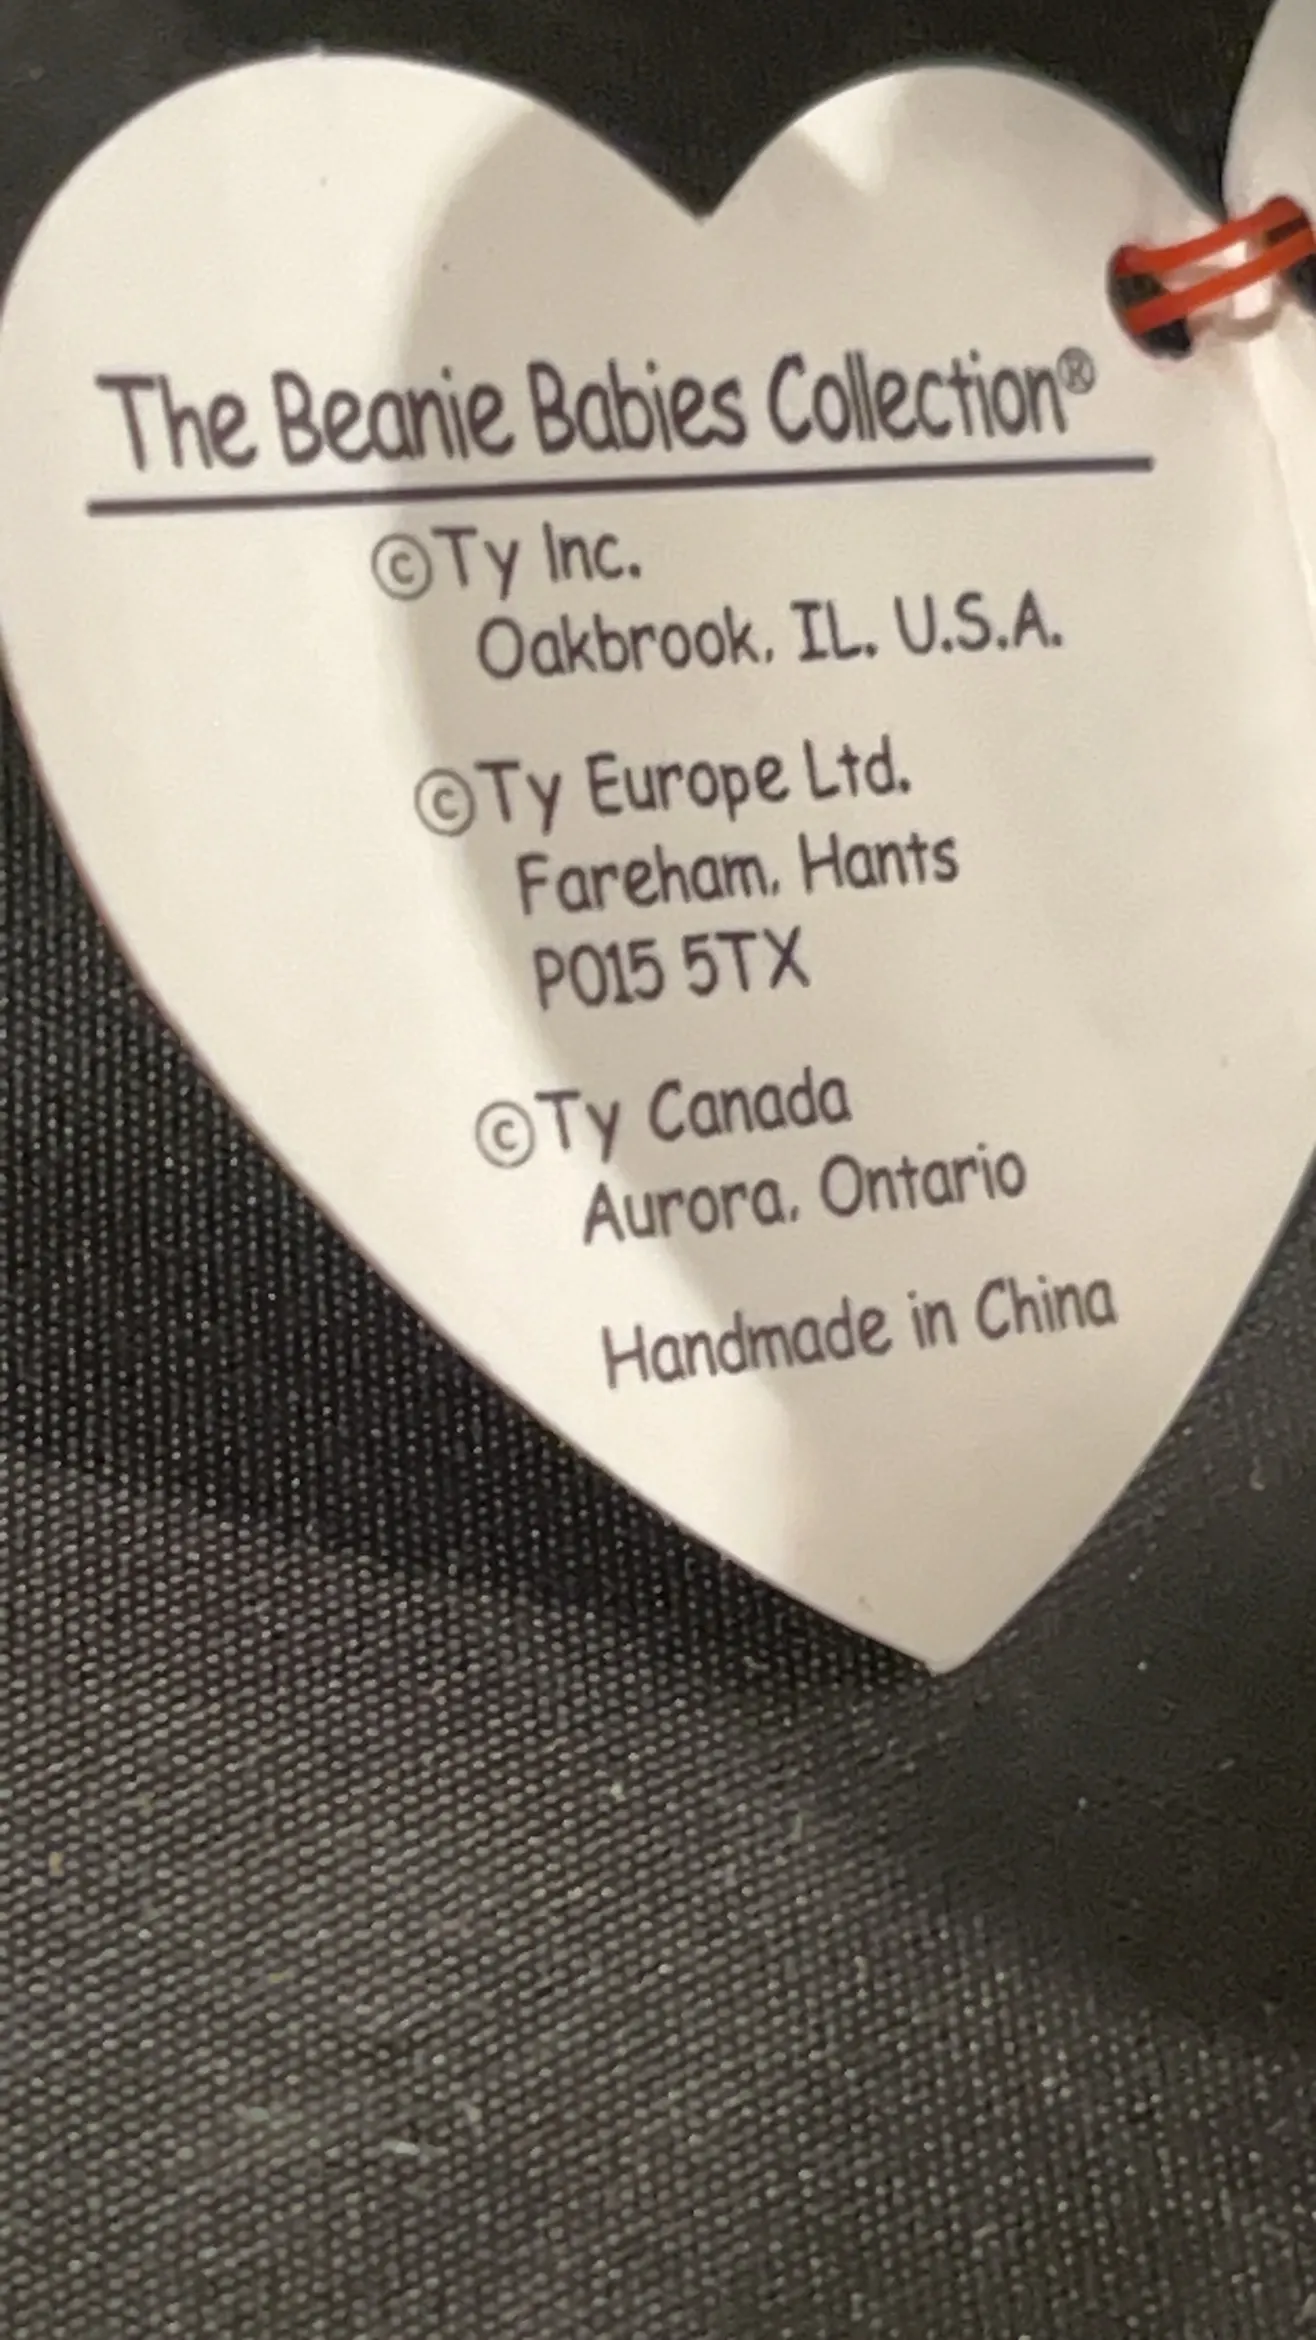 The Beanie Babies Collection®
©Ty Inc.
Oakbrook, IL. U.S.A.
©Ty Europe Ltd.
Fareham, Hants
PO15 5TX
©Ty Canada
Aurora, Ontario
Handmade in China